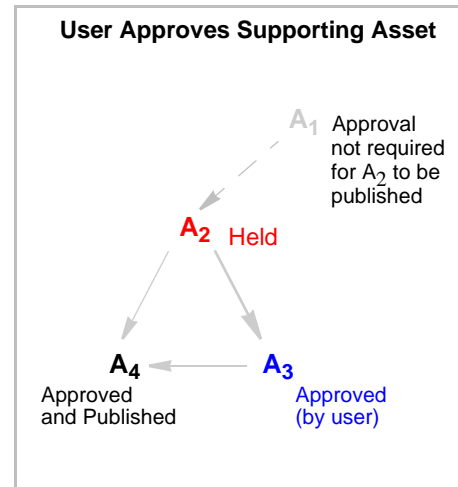 User Approves Supporting Asset
A1 Approval
not required
for A2 to be
published
A2 Held
A4 A3
Approved
and Published
Approved
(by user)